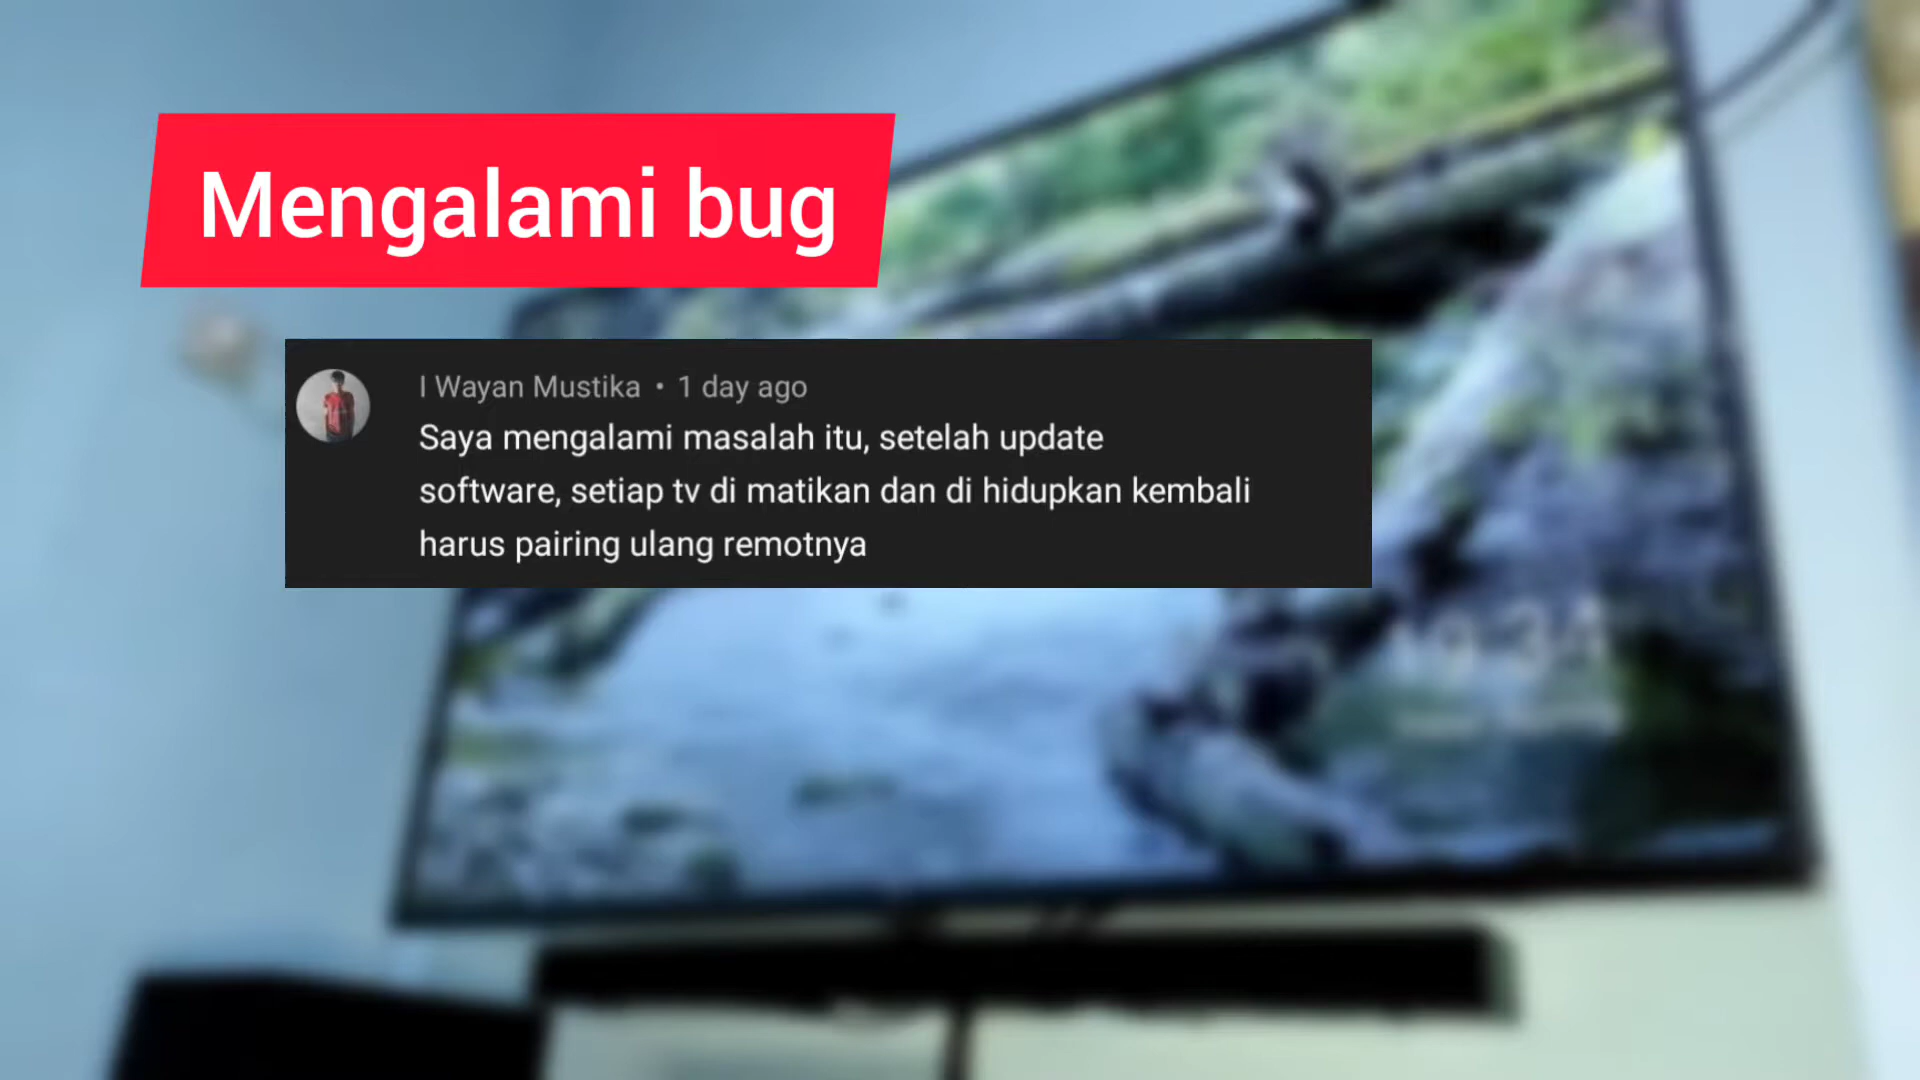 Mengalami bug
I Wayan Mustika • 1 day ago
Saya mengalami masalah itu, setelah update
software, setiap tv di matikan dan di hidupkan kembali
harus pairing ulang remotnya